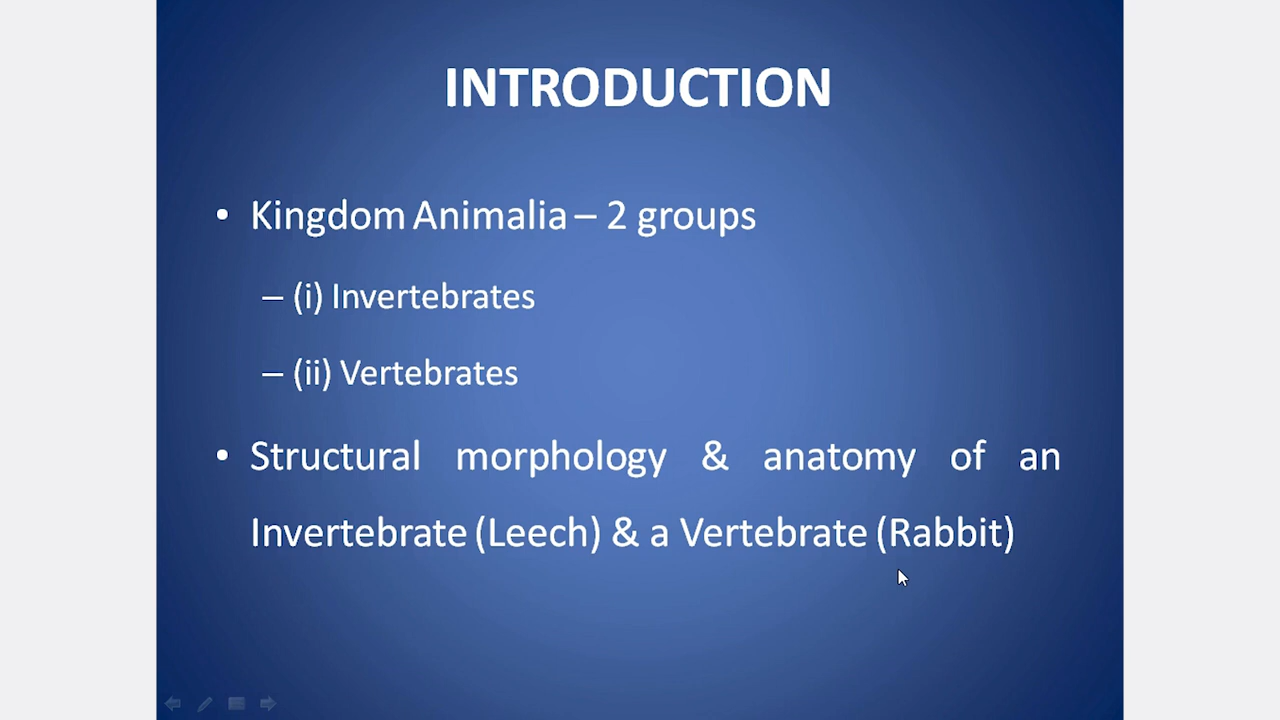 INTRODUCTION
• Kingdom Animalia – 2 groups
– (i) Invertebrates
– (ii) Vertebrates
• Structural morphology & anatomy of an
Invertebrate (Leech) & a Vertebrate (Rabbit)